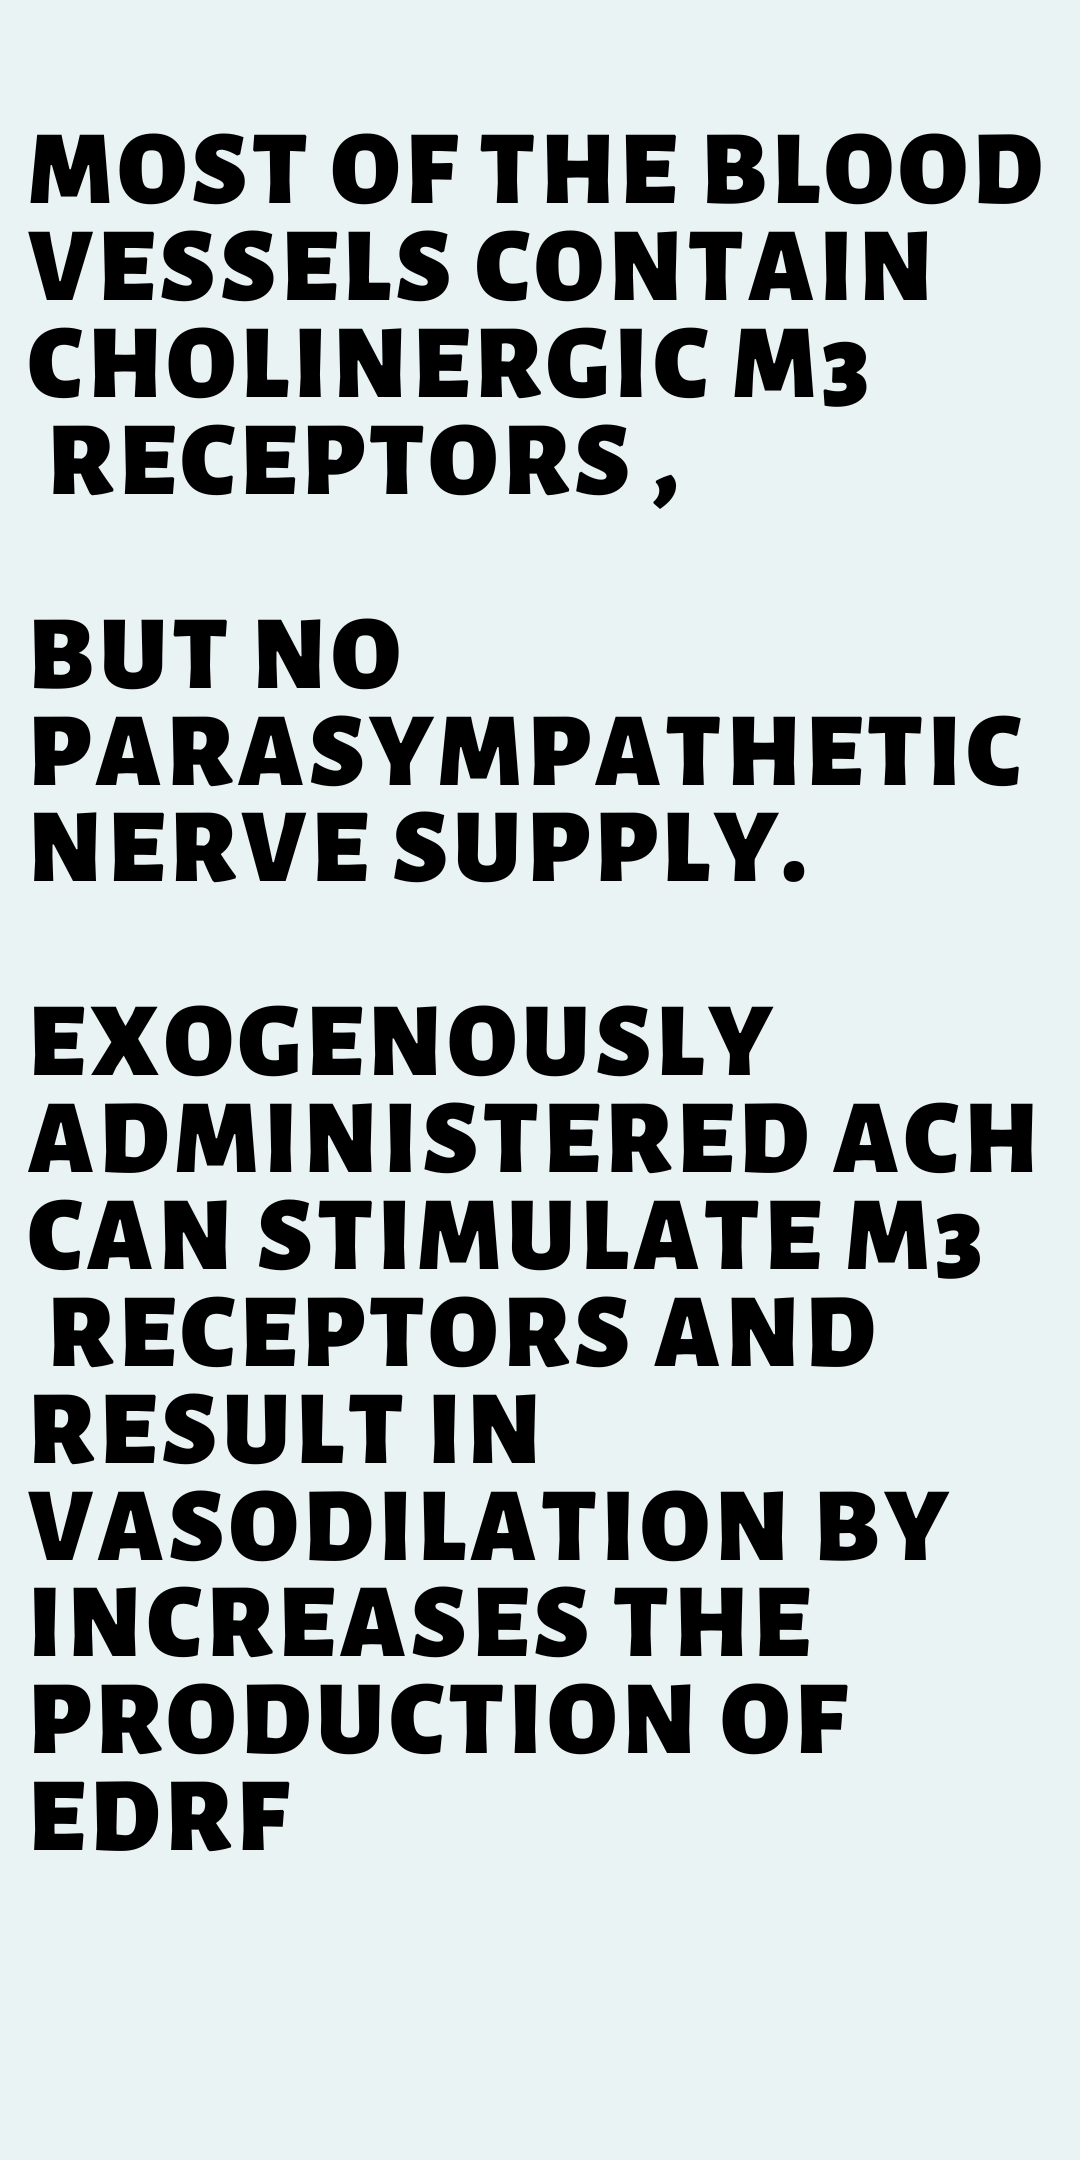 MOST OF THE BLOOD
VESSELS CONTAIN
CHOLINERGIC M3
RECEPTORS ,
BUT NO
PARASYMPATHETIC
NERVE SUPPLY.
EXOGENOUSLY
ADMINISTERED ACH
CAN STIMULATE M3
RECEPTORS AND
RESULT IN
VASODILATION BY
INCREASES THE
PRODUCTION OF
EDRF